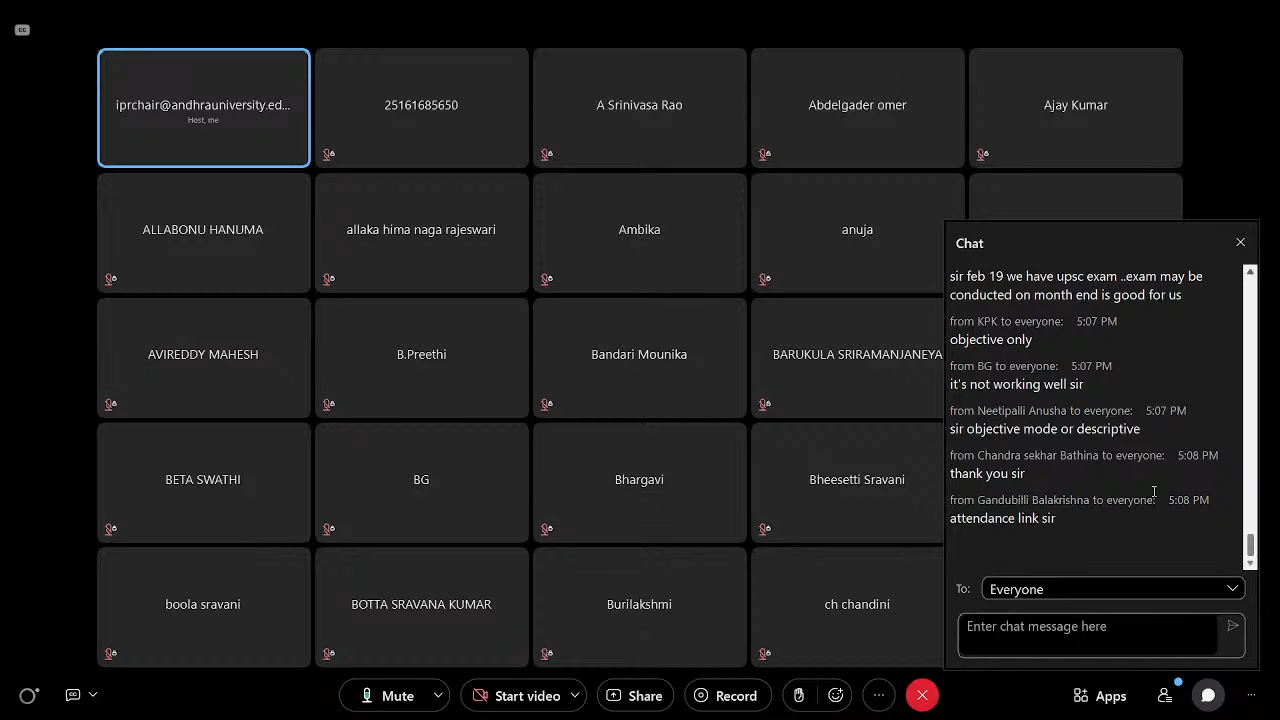 CC
iprchair@andhrauniversity.ed...
Host, me
25161685650
A Srinivasa Rao
Abdelgader omer
Ajay Kumar
ALLABONU HANUMA
allaka hima naga rajeswari
Ambika
anuja
AVIREDDY MAHESH
B.Preethi
Bandari Mounika
BARUKULA SRIRAMANJANEYA
BETA SWATHI
BG
Bhargavi
Bheesetti Sravani
boola sravani
BOTTA SRAVANA KUMAR
Burilakshmi
ch chandini
Chat
sir feb 19 we have upsc exam ..exam may be
conducted on month end is good for us
from KPK to everyone: 5:07 PM
objective only
from BG to everyone: 5:07 PM
it's not working well sir
from Neetipalli Anusha to everyone: 5:07 PM
sir objective mode or descriptive
from Chandra sekhar Bathina to everyone: 5:08 PM
thank you sir
from Gandubilli Balakrishna to everyone: 5:08 PM
attendance link sir
To: Everyone
Enter chat message here
Mute
Start video
Share
Record
Apps